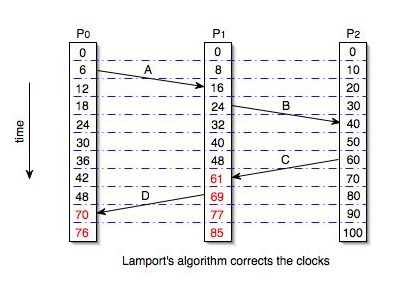 P0 P1 P2
0 0 0
6 A 8 10
12 16 20
18 24 B 30
24 32 40
30 40 50
36 48 C 60
42 61 70
48 D 69 80
70 77 90
76 85 100
time
Lamport's algorithm corrects the clocks